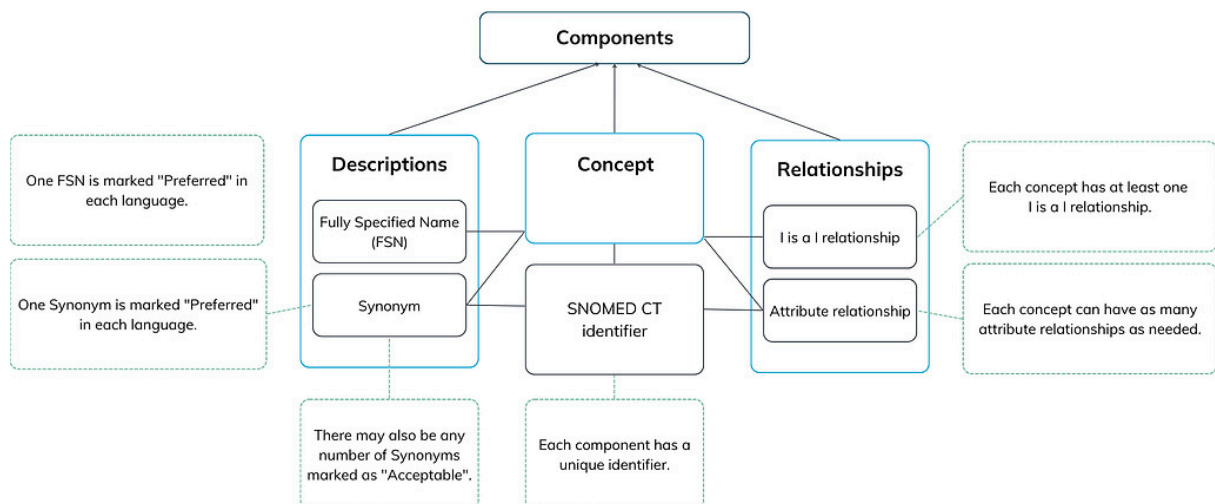 Components
Descriptions
Fully Specified Name
(FSN)
Synonym
Concept
SNOMED CT
identifier
Relationships
I is a I relationship
Attribute relationship
One FSN is marked "Preferred" in
each language.
One Synonym is marked "Preferred"
in each language.
There may also be any
number of Synonyms
marked as "Acceptable".
Each component has a
unique identifier.
Each concept has at least one
I is a I relationship.
Each concept can have as many
attribute relationships as needed.